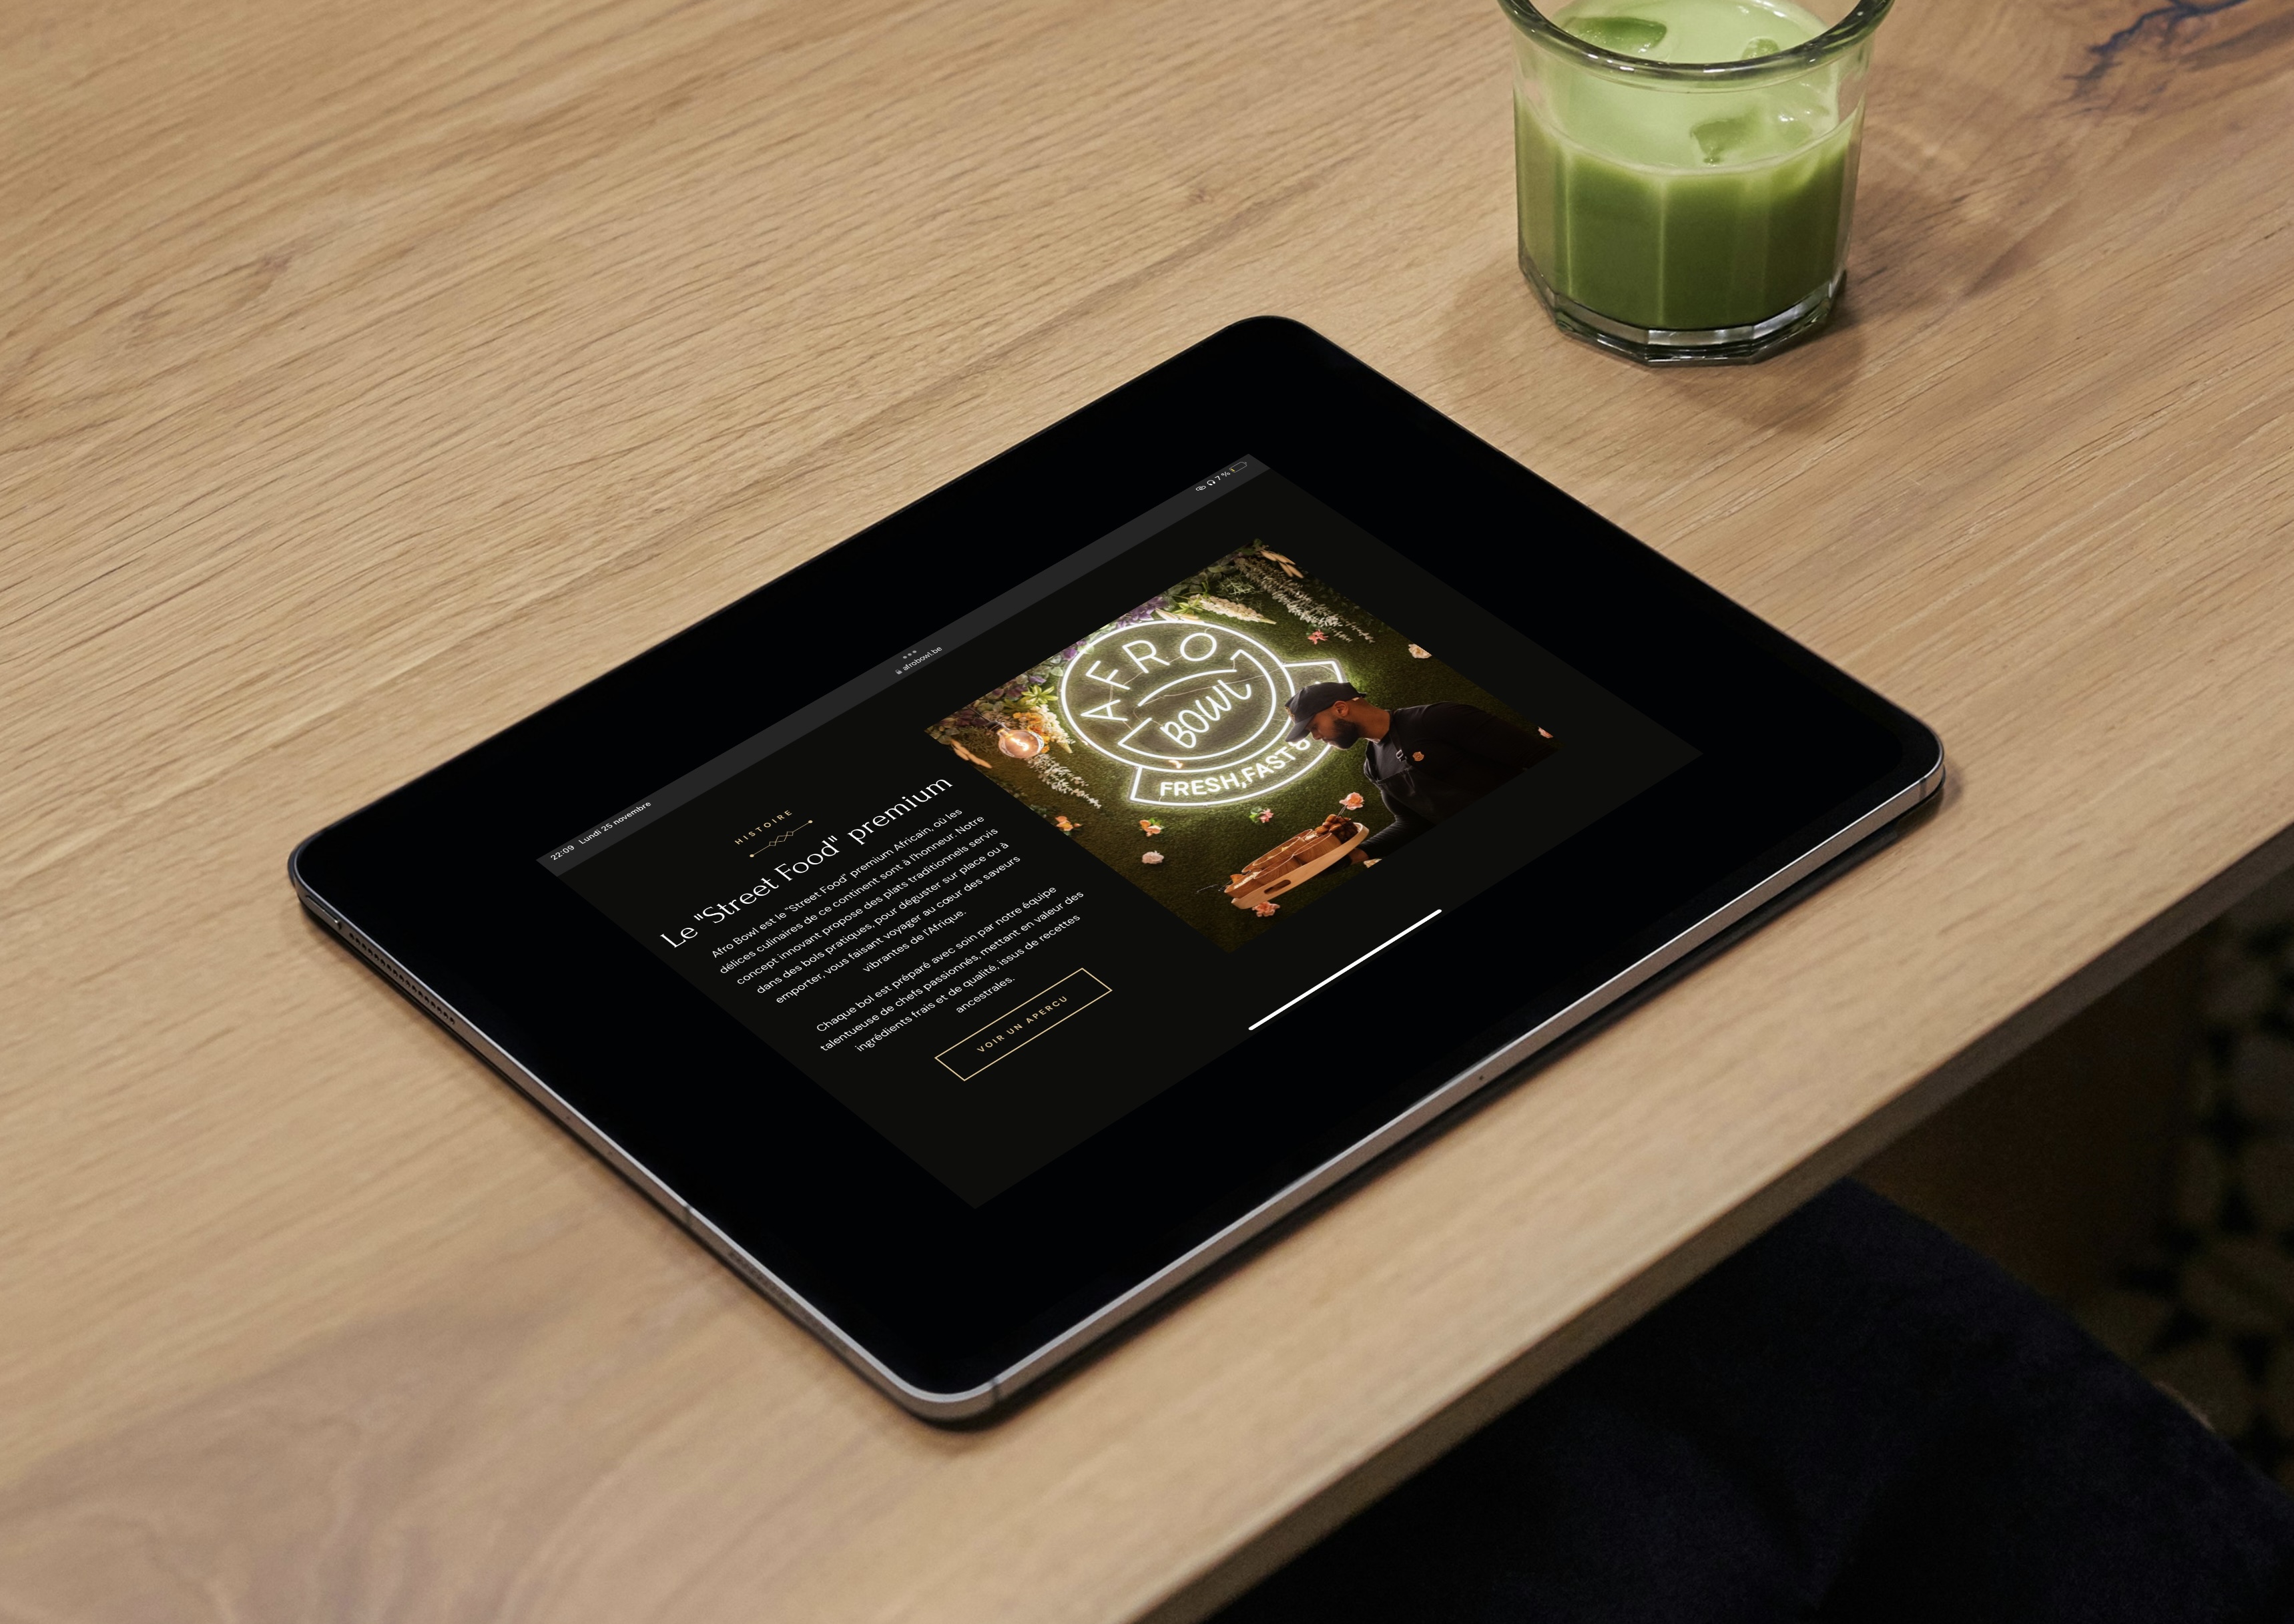 22:09 Lundi 25 novembre
7 %
afrobowl.be
HISTOIRE
Le "Street Food" premium
Afro Bowl est le "Street Food" premium Africain, où les
délices culinaires de ce continent sont à l'honneur. Notre
concept innovant propose des plats traditionnels servis
dans des bols pratiques, pour déguster sur place ou à
emporter, vous faisant voyager au cœur des saveurs
vibrantes de l'Afrique.
Chaque bol est préparé avec soin par notre équipe
talentueuse de chefs passionnés, mettant en valeur des
ingrédients frais et de qualité, issus de recettes
ancestrales.
VOIR UN APERÇU
AFRO
BOWL
FRESH, FAST &